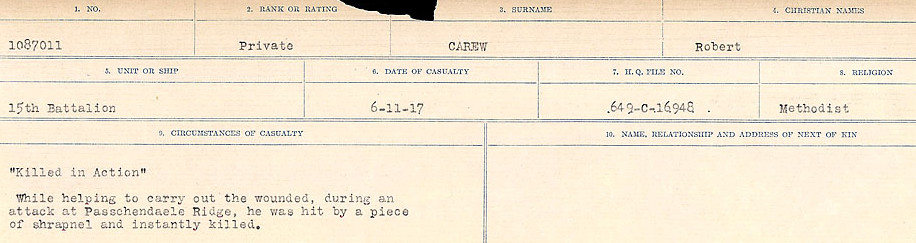 1. NO. 2. RANK OR RATING 3. SURNAME 4. CHRISTIAN NAMES
1087011 Private CAREW Robert
5. UNIT OR SHIP 6. DATE OF CASUALTY 7. H. Q. FILE NO. 8. RELIGION
15th Battalion 6-11-17 649-C-16948 . Methodist
9. CIRCUMSTANCES OF CASUALTY 10. NAME, RELATIONSHIP AND ADDRESS OF NEXT OF KIN
"Killed in Action"
While helping to carry out the wounded, during an
attack at Passchendaele Ridge, he was hit by a piece
of shrapnel and instantly killed.